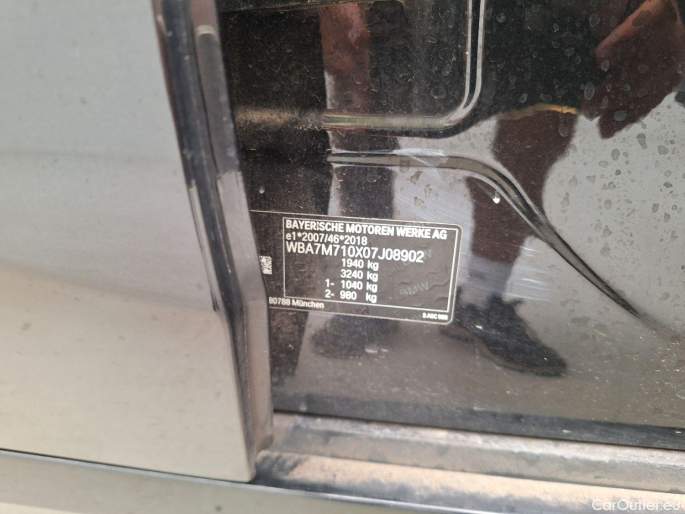 BAYERISCHE MOTOREN WERKE AG
e1*2007/46*2018
WBA7M710X07J08902
1940 kg
3240 kg
1- 1040 kg
2- 980 kg
80788 München
CarOutlet.eu